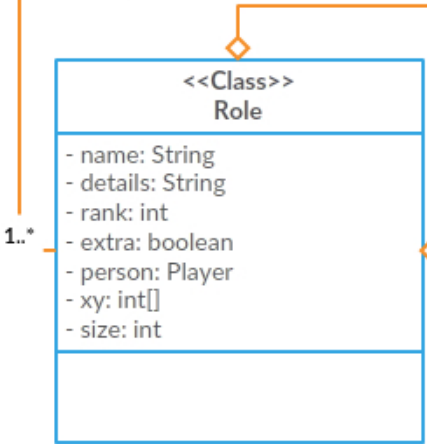 <<Class>>
Role
- name: String
- details: String
- rank: int
1..*
- extra: boolean
- person: Player
- xy: int[]
- size: int